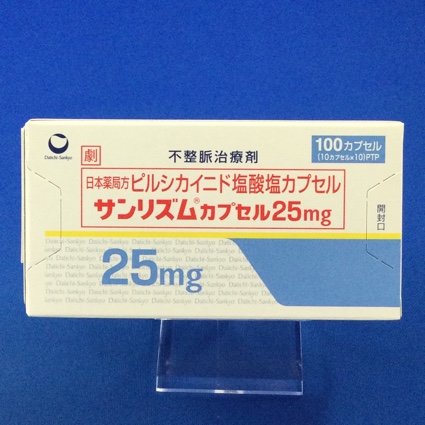 Daiichi-Sankyo
劇
不整脈治療剤
100カプセル
(10カプセル×10)PTP
日本薬局方ピルシカイニド塩酸塩カプセル
サンリズム®カプセル25mg
開封口
25mg